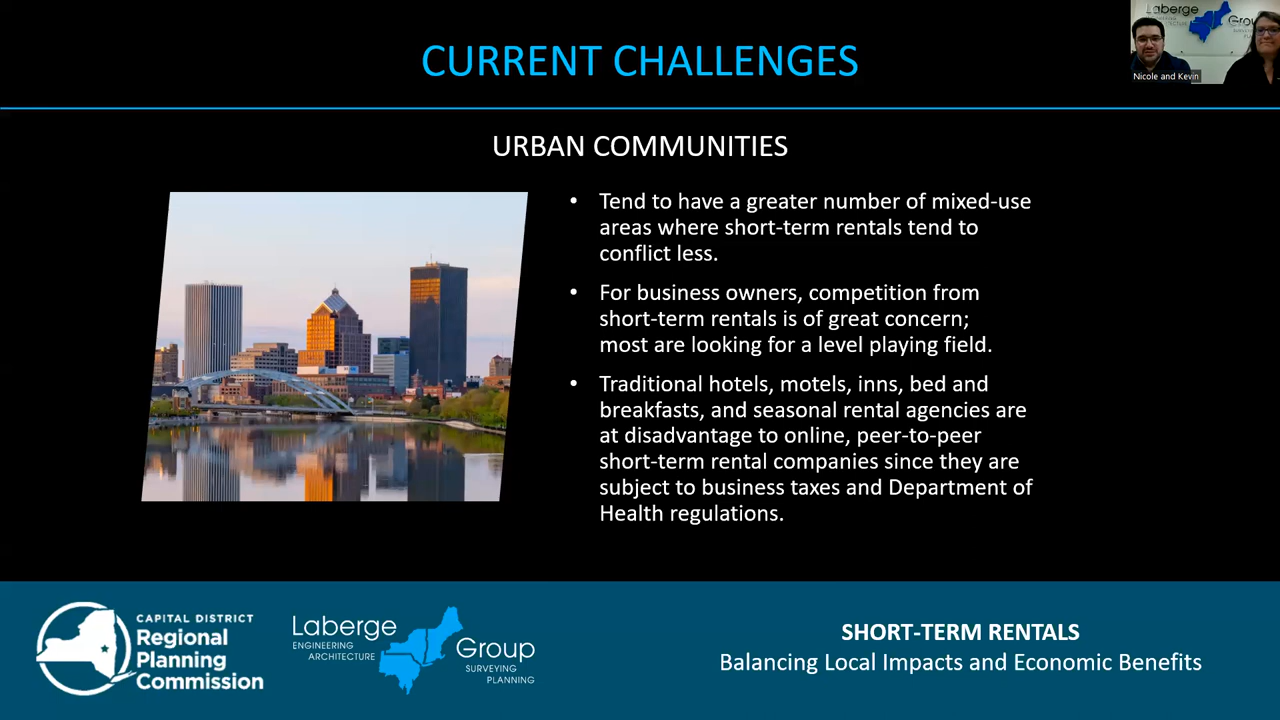 CURRENT CHALLENGES
Laberge
Group
Nicole and Kevin
URBAN COMMUNITIES
• Tend to have a greater number of mixed-use
areas where short-term rentals tend to
conflict less.
• For business owners, competition from
short-term rentals is of great concern;
most are looking for a level playing field.
• Traditional hotels, motels, inns, bed and
breakfasts, and seasonal rental agencies are
at disadvantage to online, peer-to-peer
short-term rental companies since they are
subject to business taxes and Department of
Health regulations.
CAPITAL DISTRICT
Regional
Planning
Commission
Laberge
ENGINEERING
ARCHITECTURE
Group
SURVEYING
PLANNING
SHORT-TERM RENTALS
Balancing Local Impacts and Economic Benefits